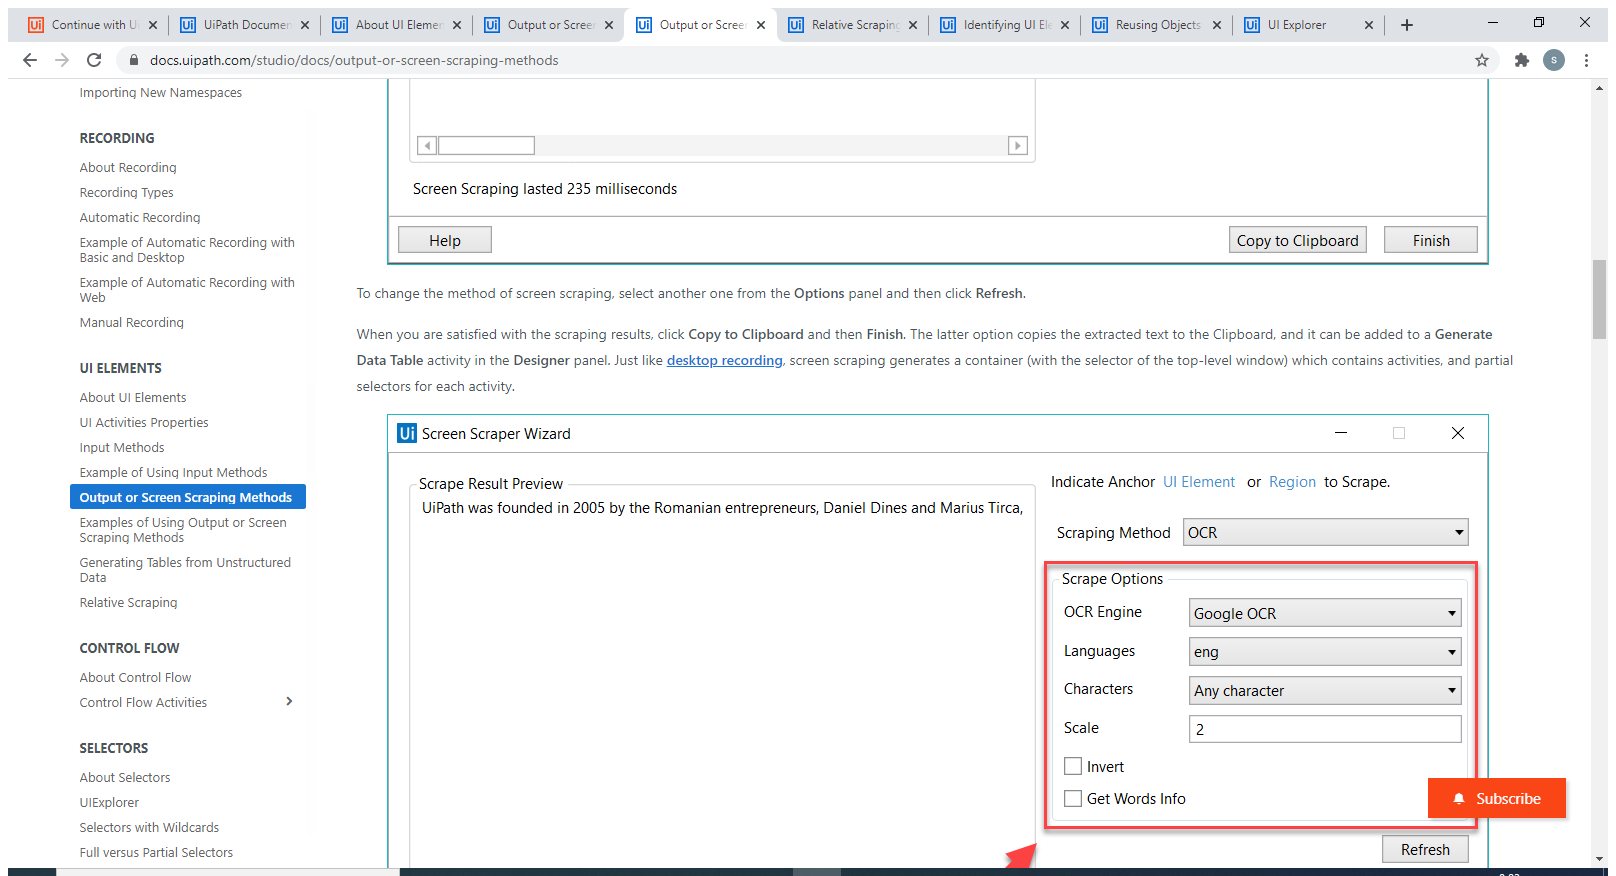 Continue with U
UiPath Documen
About UI Elemen
Output or Scree
Output or Screen
Relative Scraping
Identifying UI El
Reusing Objects
UI Explorer
docs.uipath.com/studio/docs/output-or-screen-scraping-methods
S
Importing New Namespaces
RECORDING
About Recording
Recording Types
Automatic Recording
Example of Automatic Recording with
Basic and Desktop
Example of Automatic Recording with
Web
Manual Recording
UI ELEMENTS
About UI Elements
UI Activities Properties
Input Methods
Example of Using Input Methods
Output or Screen Scraping Methods
Examples of Using Output or Screen
Scraping Methods
Generating Tables from Unstructured
Data
Relative Scraping
CONTROL FLOW
About Control Flow
Control Flow Activities
SELECTORS
About Selectors
UIExplorer
Selectors with Wildcards
Full versus Partial Selectors
Screen Scraping lasted 235 milliseconds
Help
Copy to Clipboard
Finish
To change the method of screen scraping, select another one from the Options panel and then click Refresh.
When you are satisfied with the scraping results, click Copy to Clipboard and then Finish. The latter option copies the extracted text to the Clipboard, and it can be added to a Generate
Data Table activity in the Designer panel. Just like desktop recording, screen scraping generates a container (with the selector of the top-level window) which contains activities, and partial
selectors for each activity.
Ui Screen Scraper Wizard
Scrape Result Preview
UiPath was founded in 2005 by the Romanian entrepreneurs, Daniel Dines and Marius Tirca,
Indicate Anchor UI Element or Region to Scrape.
Scraping Method OCR
Scrape Options
OCR Engine Google OCR
Languages eng
Characters Any character
Scale 2
Invert
Get Words Info
Subscribe
Refresh